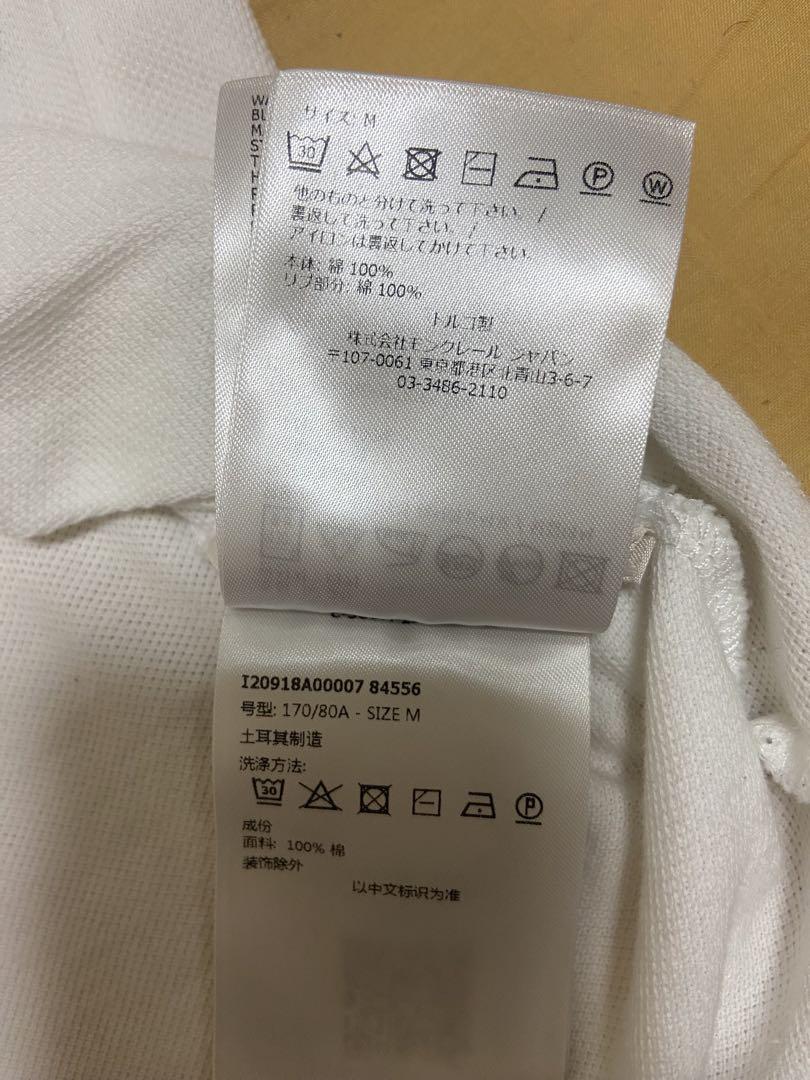 サイズ: M
30
P
W
他のものと分けて洗って下さい。/
裏返して洗って下さい。/
アイロンは裏返してかけて下さい。
本体: 綿 100%
リブ部分: 綿 100%
トルコ製
株式会社モンクレール ジャパン
〒107-0061 東京都港区北青山3-6-7
03-3486-2110
I20918A00007 84556
号型: 170/80A - SIZE M
土耳其制造
洗涤方法:
30
P
成份
面料: 100% 棉
装饰除外
以中文标识为准